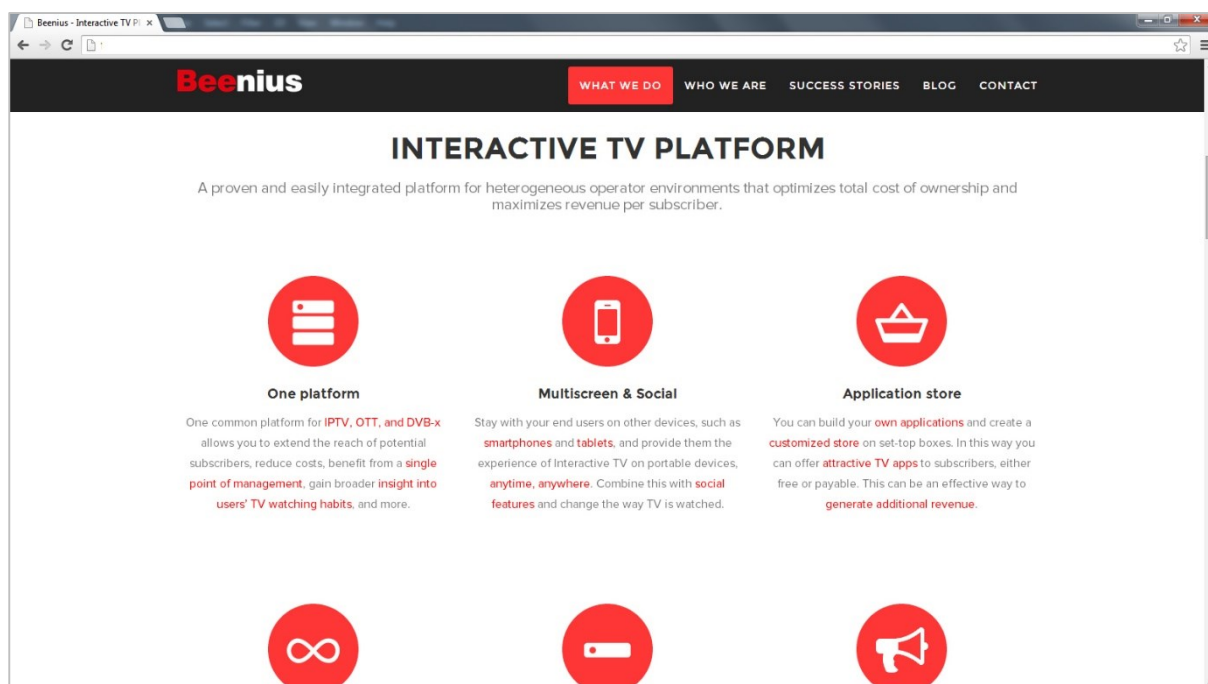 Beenius - Interactive TV Pl
Beenius
WHAT WE DO
WHO WE ARE
SUCCESS STORIES
BLOG
CONTACT
INTERACTIVE TV PLATFORM
A proven and easily integrated platform for heterogeneous operator environments that optimizes total cost of ownership and
maximizes revenue per subscriber.
One platform
One common platform for IPTV, OTT, and DVB-x
allows you to extend the reach of potential
subscribers, reduce costs, benefit from a single
point of management, gain broader insight into
users' TV watching habits, and more.
Multiscreen & Social
Stay with your end users on other devices, such as
smartphones and tablets, and provide them the
experience of Interactive TV on portable devices,
anytime, anywhere. Combine this with social
features and change the way TV is watched.
Application store
You can build your own applications and create a
customized store on set-top boxes. In this way you
can offer attractive TV apps to subscribers, either
free or payable. This can be an effective way to
generate additional revenue.